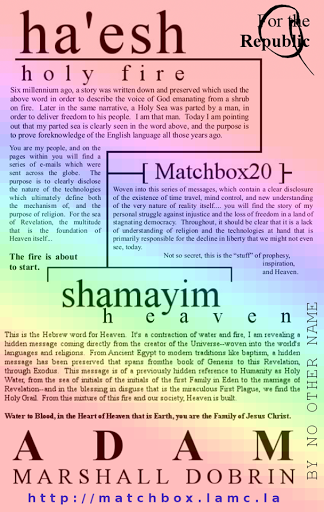 ha'esh
For the
Republic
holy fire
Six millenniums ago, a story was written down and preserved which used the
above word in order to describe the voice of God emanating from a shrub
on fire. Later in the same narrative, a Holy Sea was parted by a man, in
order to deliver freedom to his people. I am that man. Today I am pointing
out that my parted sea is clearly seen in the word above, and the purpose is
to prove foreknowledge of the English language all those years ago.
You are my people, and on the
pages within you will find a
series of e-mails which were
sent across the globe. The
purpose is to clearly disclose
the nature of the technologies
which ultimately define both
the mechanism of, and the
purpose of religion. For the sea
of Revelation, the multitude
that is the foundation of
Heaven itself...
The fire is about
to start.
[ Matchbox20 ]
Woven into this series of messages, which contain a clear disclosure
of the existence of time travel, mind control, and new understanding
of the very nature of reality itself.... you will find the story of my
personal struggle against injustice and the loss of freedom in a land of
stagnating democracy. Throughout, it should be clear that it is a lack
of understanding of religion and the technologies at hand that is
primarily responsible for the decline in liberty that we might not even
see, today.
Not so secret, this is the "stuff" of prophesy,
inspiration,
and Heaven.
shamayim
heaven
This is the Hebrew word for Heaven. It's a contraction of water and fire, I am revealing a
hidden message coming directly from the creator of the Universe--woven into the world's
languages and religions. From Ancient Egypt to modern traditions like baptism, a hidden
message has been preserved that spans from the book of Genesis to this Revelation,
through Exodus. This message is of a previously hidden reference to Humanity as Holy
Water, from the sea of initials of the initials of the first Family in Eden to the marriage of
Revelation--and in the blessing in disguise that is the miraculous First Plague, we find the
Holy Grail. From this mixture of fire and our society, Heaven is built.
Water to Blood, in the Heart of Heaven that is Earth, you are the Family of Jesus Christ.
ADAM
MARSHALL DOBRIN
http://matchbox.lamc.la
BY NO OTHER NAME